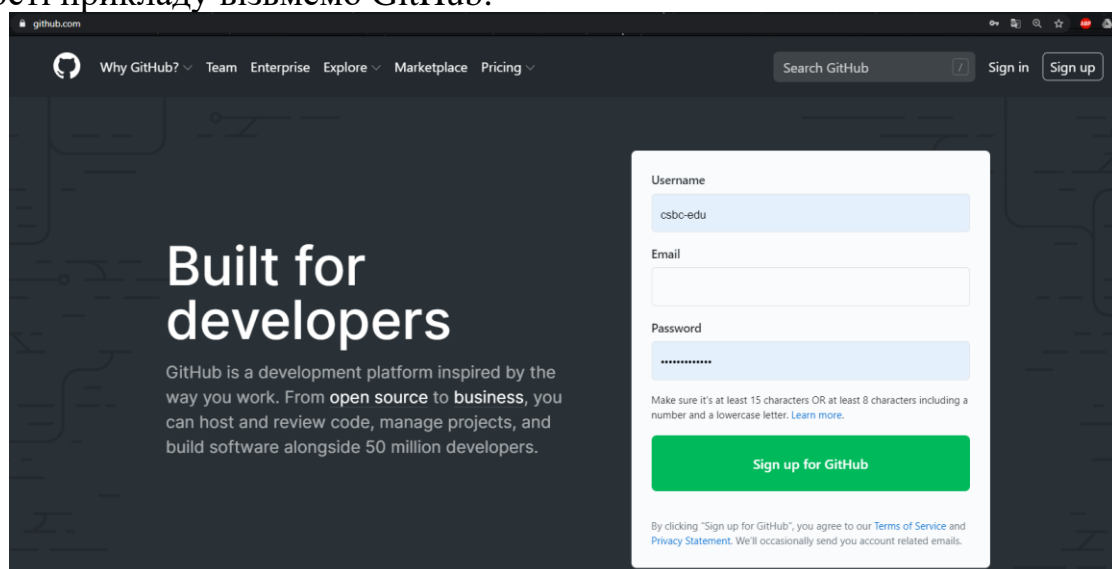 прикладу візьмемо GitHub.
github.com
Why GitHub? Team Enterprise Explore Marketplace Pricing Search GitHub / Sign in Sign up
Username
csbc-edu
Email
Password
•••••••••••••
Make sure it's at least 15 characters OR at least 8 characters including a
number and a lowercase letter. Learn more.
Sign up for GitHub
By clicking "Sign up for GitHub", you agree to our Terms of Service and
Privacy Statement. We'll occasionally send you account related emails.
Built for
developers
GitHub is a development platform inspired by the
way you work. From open source to business, you
can host and review code, manage projects, and
build software alongside 50 million developers.